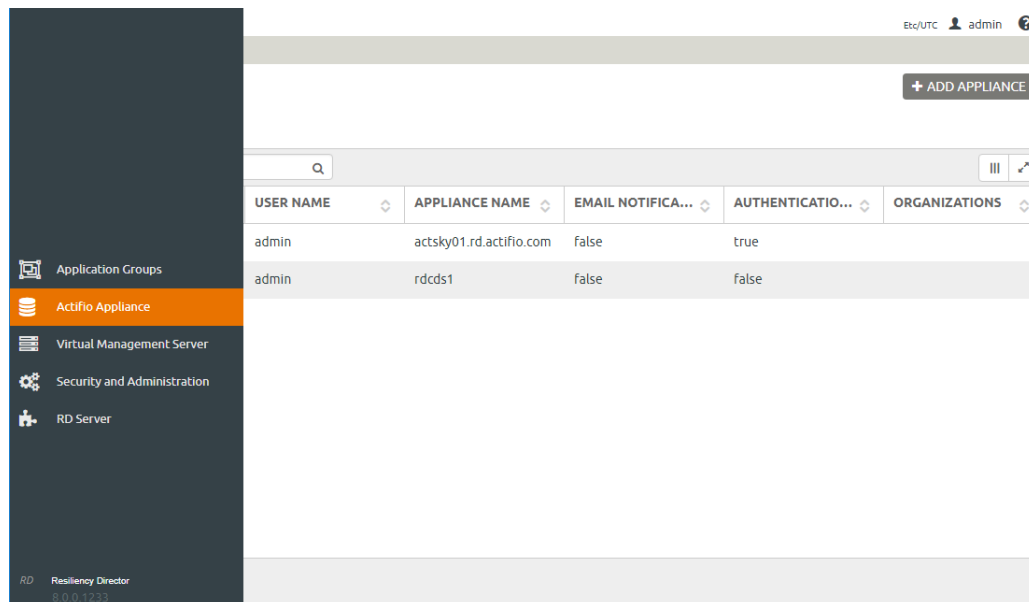 Etc/UTC admin ?
+ ADD APPLIANCE
USER NAME APPLIANCE NAME EMAIL NOTIFICA... AUTHENTICATIO... ORGANIZATIONS
admin actsky01.rd.actifio.com false true
admin rdcds1 false false
Application Groups
Actifio Appliance
Virtual Management Server
Security and Administration
RD Server
RD Resiliency Director
8.0.0.1233